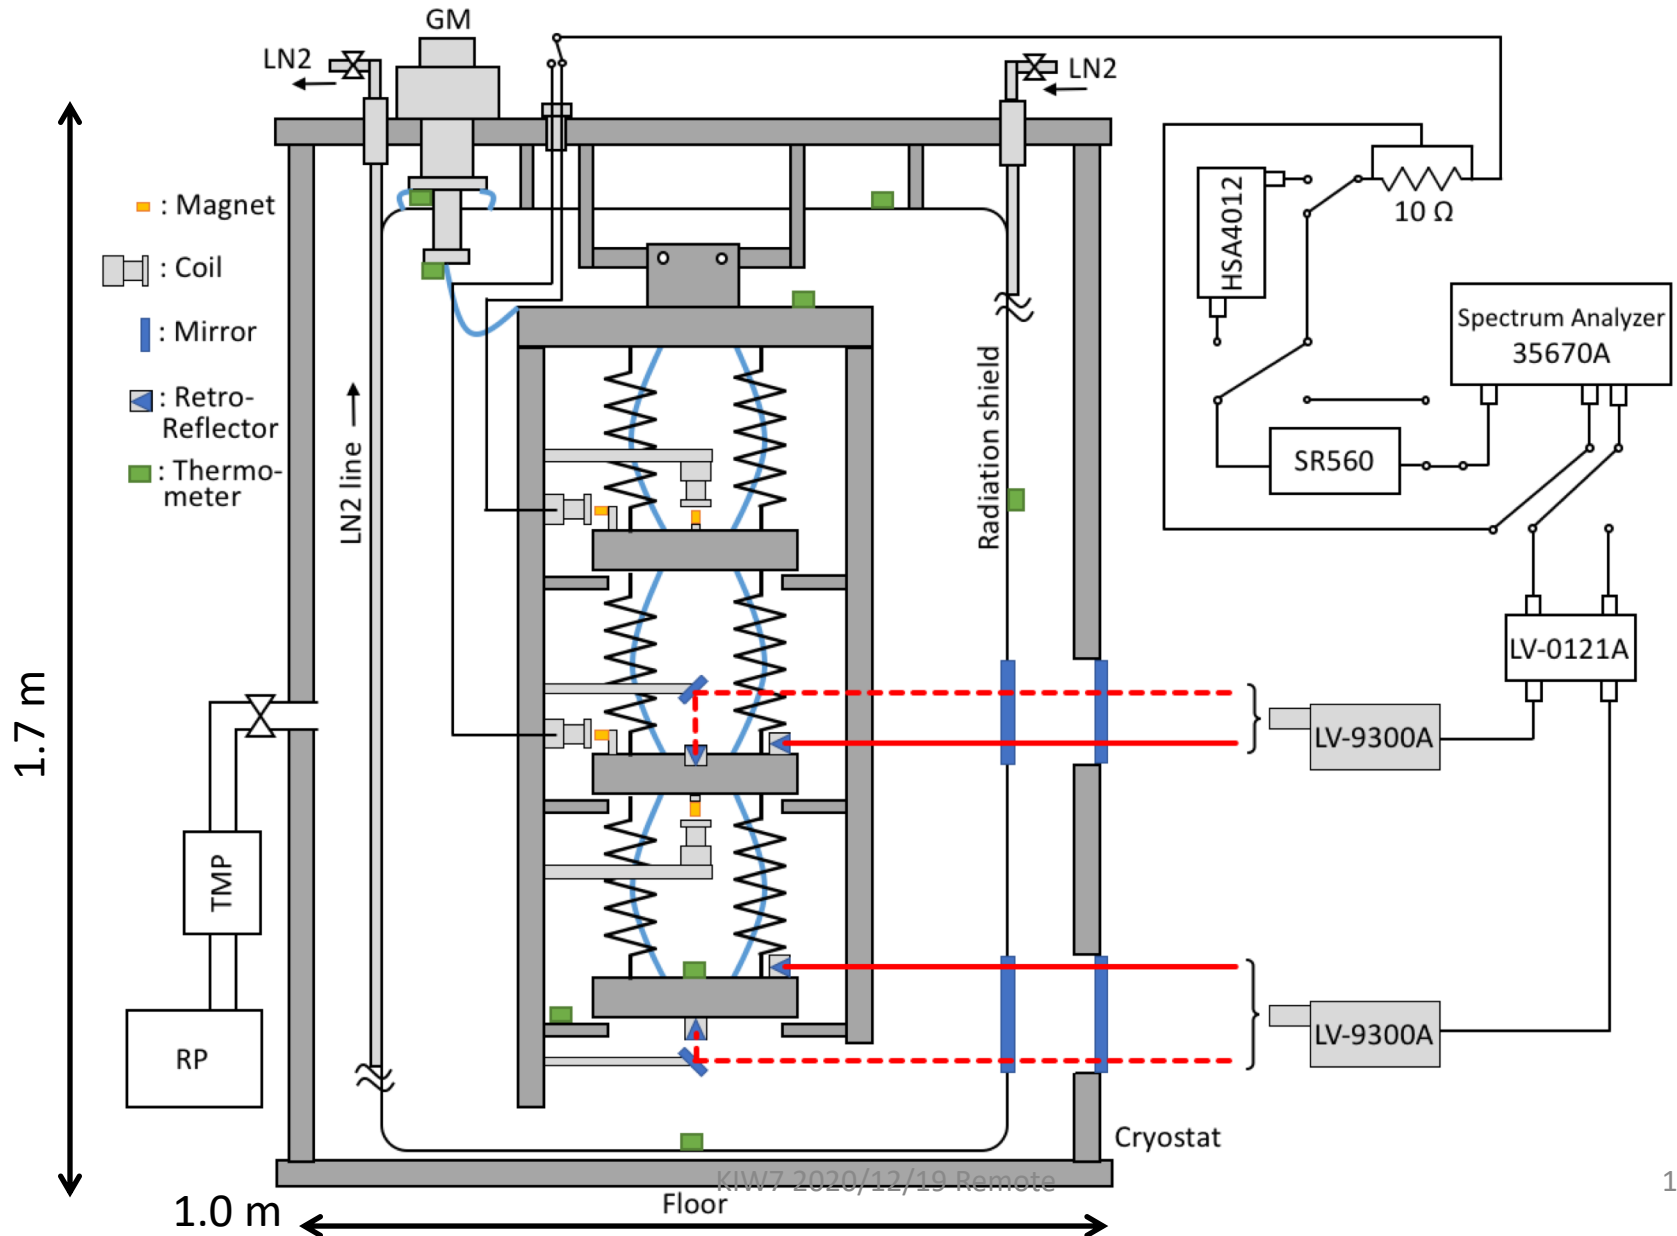 GM
LN2
LN2
: Magnet
: Coil
: Mirror
: Retro-
Reflector
: Thermo-
meter
LN2 line
Radiation shield
HSA4012
10 Ω
Spectrum Analyzer
35670A
SR560
LV-0121A
LV-9300A
LV-9300A
1.7 m
TMP
RP
Cryostat
KIW7 2020/12/19 Remote
1
Floor
1.0 m